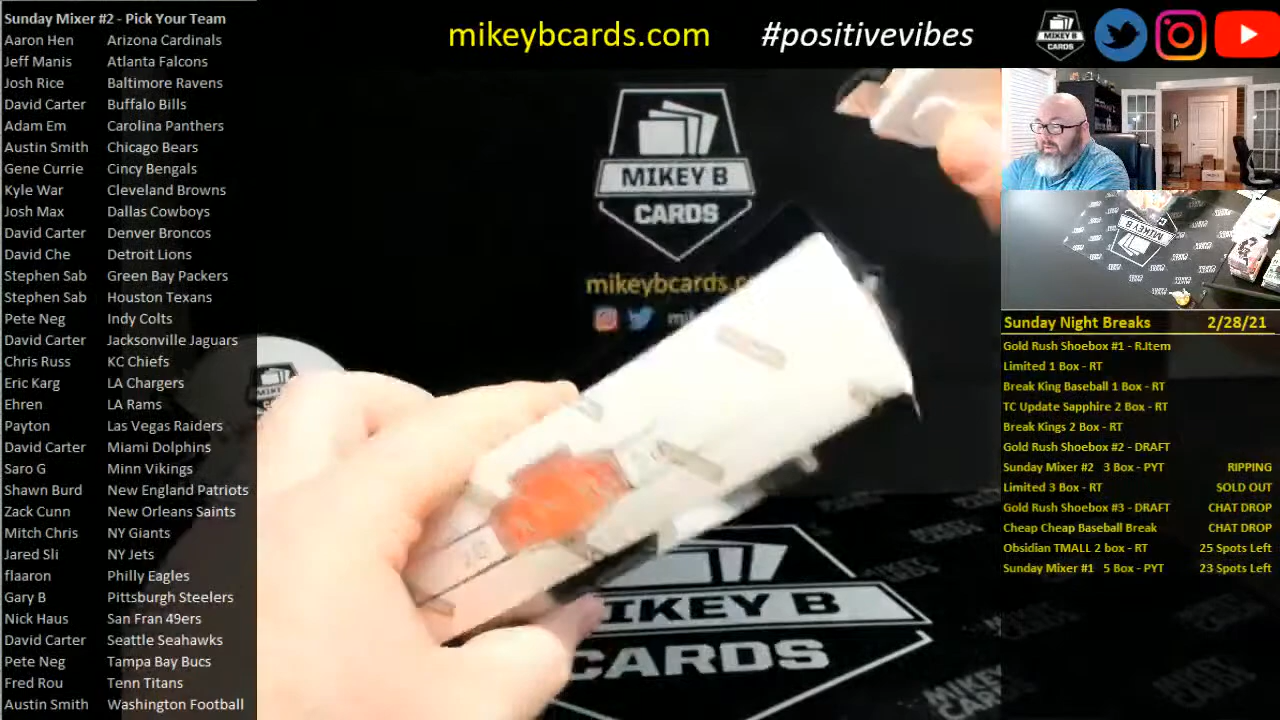 Sunday Mixer #2 - Pick Your Team
Aaron Hen Arizona Cardinals
Jeff Manis Atlanta Falcons
Josh Rice Baltimore Ravens
David Carter Buffalo Bills
Adam Em Carolina Panthers
Austin Smith Chicago Bears
Gene Currie Cincy Bengals
Kyle War Cleveland Browns
Josh Max Dallas Cowboys
David Carter Denver Broncos
David Che Detroit Lions
Stephen Sab Green Bay Packers
Stephen Sab Houston Texans
Pete Neg Indy Colts
David Carter Jacksonville Jaguars
Chris Russ KC Chiefs
Eric Karg LA Chargers
Ehren LA Rams
Payton Las Vegas Raiders
David Carter Miami Dolphins
Saro G Minn Vikings
Shawn Burd New England Patriots
Zack Cunn New Orleans Saints
Mitch Chris NY Giants
Jared Sli NY Jets
flaaron Philly Eagles
Gary B Pittsburgh Steelers
Nick Haus San Fran 49ers
David Carter Seattle Seahawks
Pete Neg Tampa Bay Bucs
Fred Rou Tenn Titans
Austin Smith Washington Football
mikeybcards.com #positivevibes
MIKEY B
CARDS
MIKEY B
CARDS
mikeybcards.c
MIKEY B
CARDS
Sunday Night Breaks 2/28/21
Gold Rush Shoebox #1 - R.Item
Limited 1 Box - RT
Break King Baseball 1 Box - RT
TC Update Sapphire 2 Box - RT
Break Kings 2 Box - RT
Gold Rush Shoebox #2 - DRAFT
Sunday Mixer #2 3 Box - PYT RIPPING
Limited 3 Box - RT SOLD OUT
Gold Rush Shoebox #3 - DRAFT CHAT DROP
Cheap Cheap Baseball Break CHAT DROP
Obsidian TMALL 2 box - RT 25 Spots Left
Sunday Mixer #1 5 Box - PYT 23 Spots Left